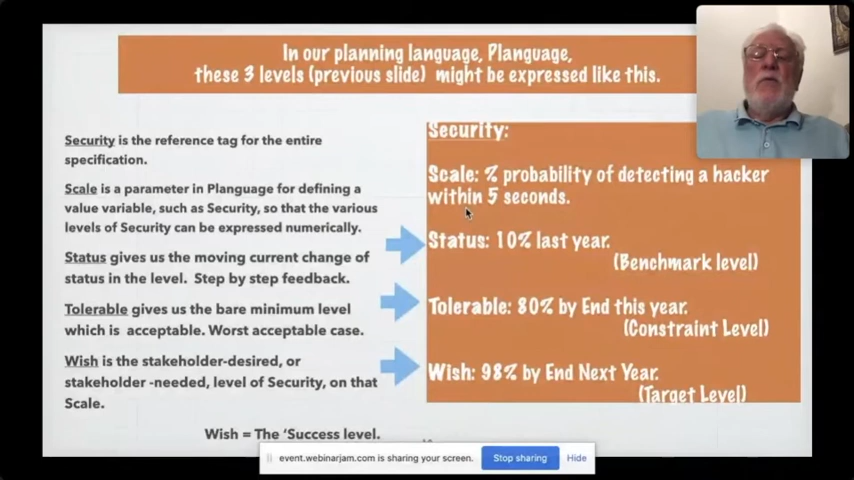 In our planning language, Planguage,
these 3 levels (previous slide) might be expressed like this.
Security is the reference tag for the entire
specification.
Scale is a parameter in Planguage for defining a
value variable, such as Security, so that the various
levels of Security can be expressed numerically.
Status gives us the moving current change of
status in the level. Step by step feedback.
Tolerable gives us the bare minimum level
which is acceptable. Worst acceptable case.
Wish is the stakeholder-desired, or
stakeholder -needed, level of Security, on that
Scale.
Wish = The ‘Success level.
Security:
Scale: % probability of detecting a hacker
within 5 seconds.
Status: 10% last year.
(Benchmark level)
Tolerable: 80% by End this year.
(Constraint Level)
Wish: 98% by End Next Year.
(Target Level)
event.webinarjam.com is sharing your screen.
Stop sharing
Hide